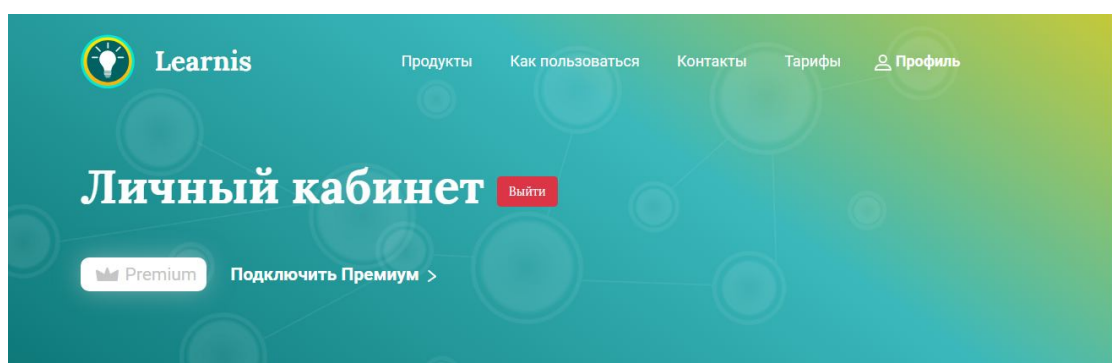 Learnis
Продукты Как пользоваться Контакты Тарифы Профиль
Личный кабинет Выйти
Premium Подключить Премиум >